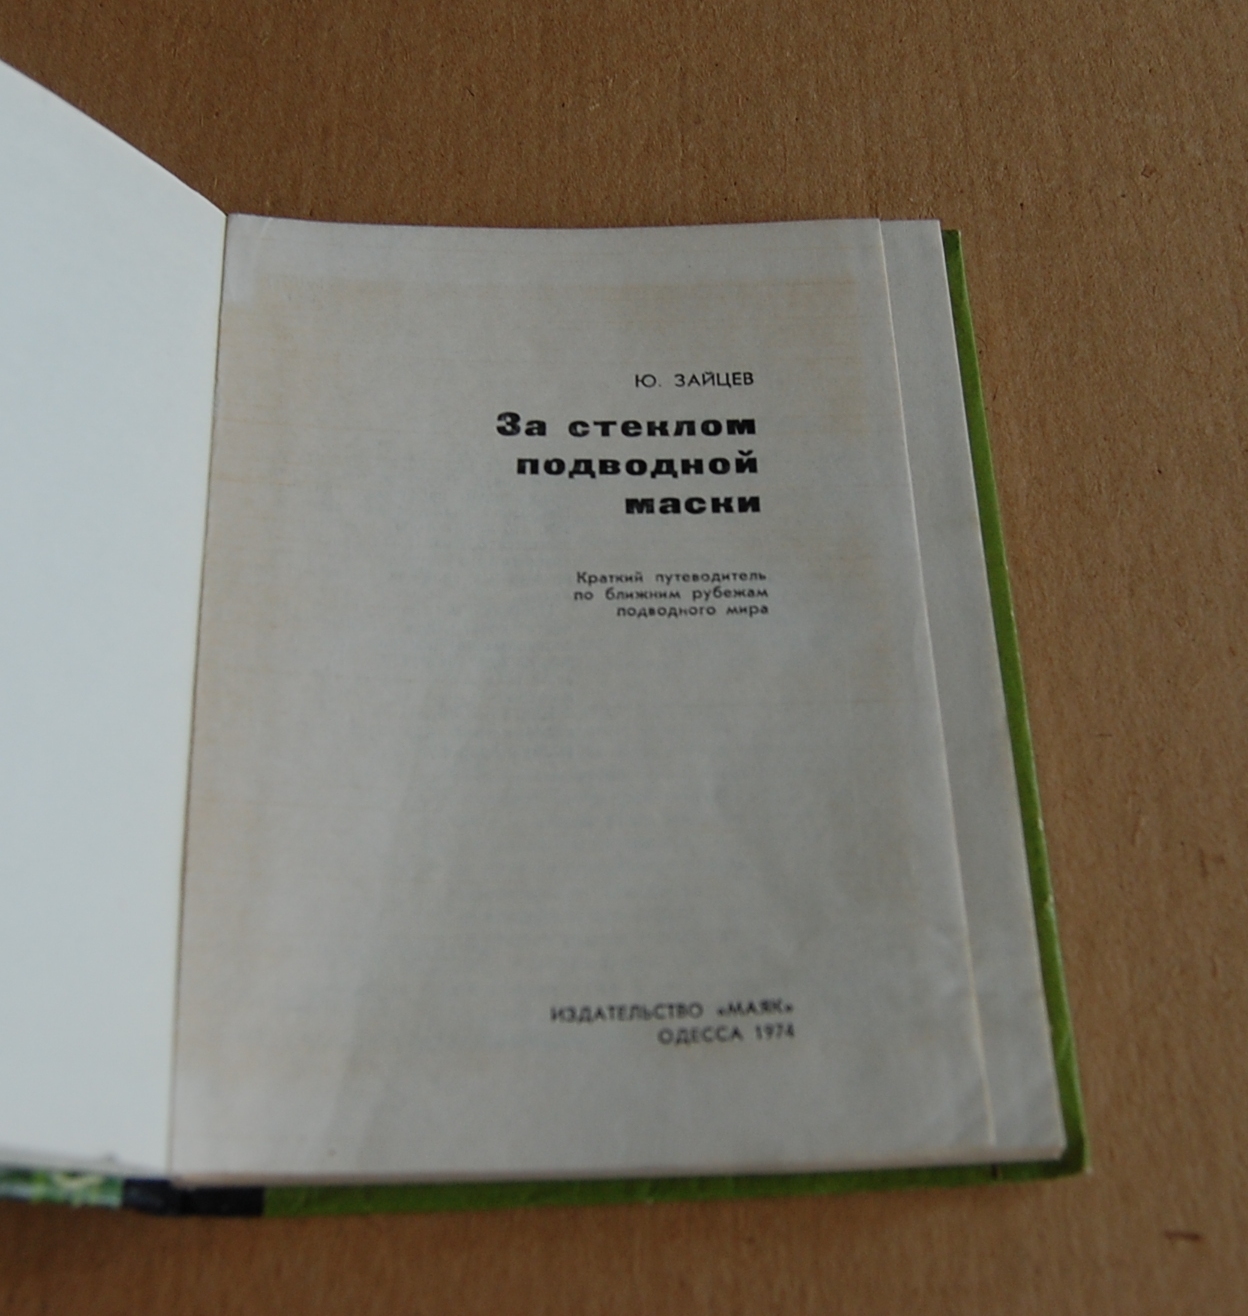 Ю. ЗАЙЦЕВ
За стеклом
подводной
маски
Краткий путеводитель
по ближним рубежам
подводного мира
ИЗДАТЕЛЬСТВО «МАЯК»
ОДЕССА 1974